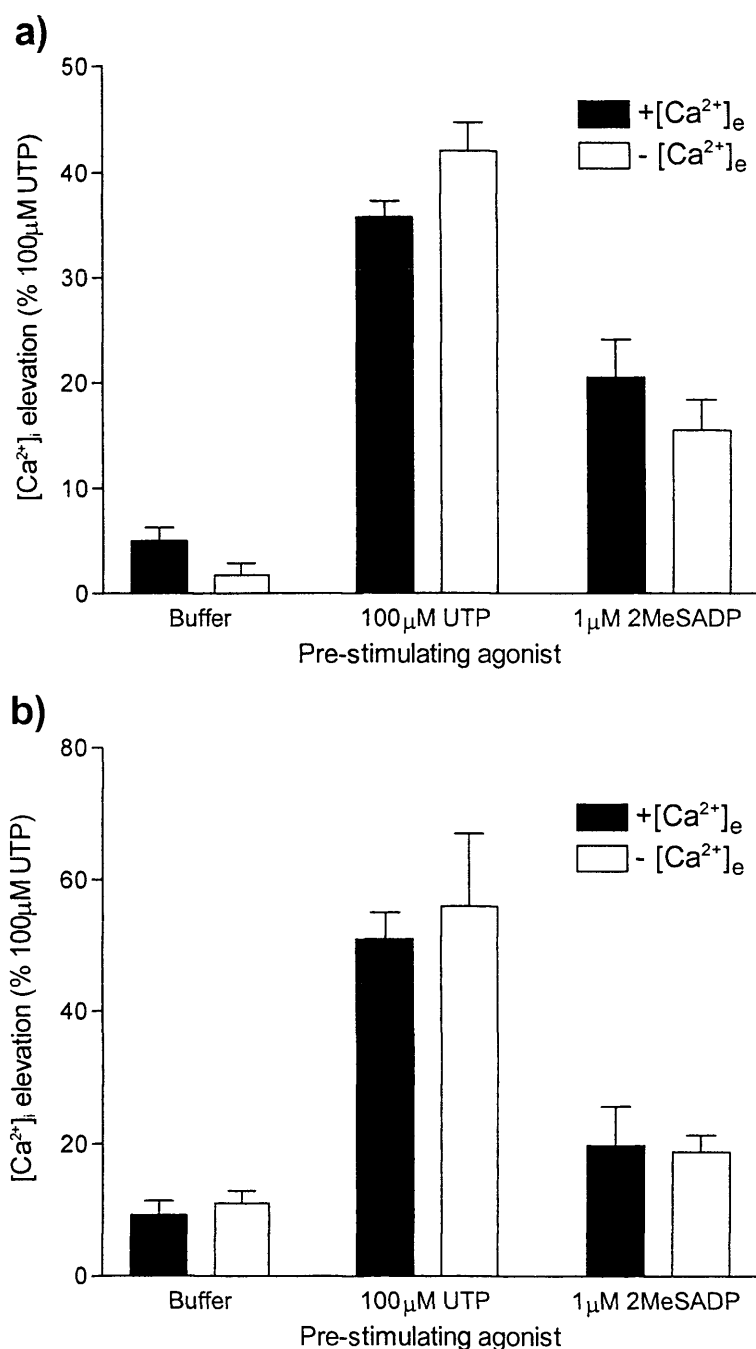 a)
[Ca²⁺]ᵢ elevation (% 100µM UTP)
50
40
30
20
10
0
+[Ca²⁺]ₑ
- [Ca²⁺]ₑ
Buffer
100µM UTP
1µM 2MeSADP
Pre-stimulating agonist
b)
[Ca²⁺]ᵢ elevation (% 100µM UTP)
80
60
40
20
0
+[Ca²⁺]ₑ
- [Ca²⁺]ₑ
Buffer
100µM UTP
1µM 2MeSADP
Pre-stimulating agonist